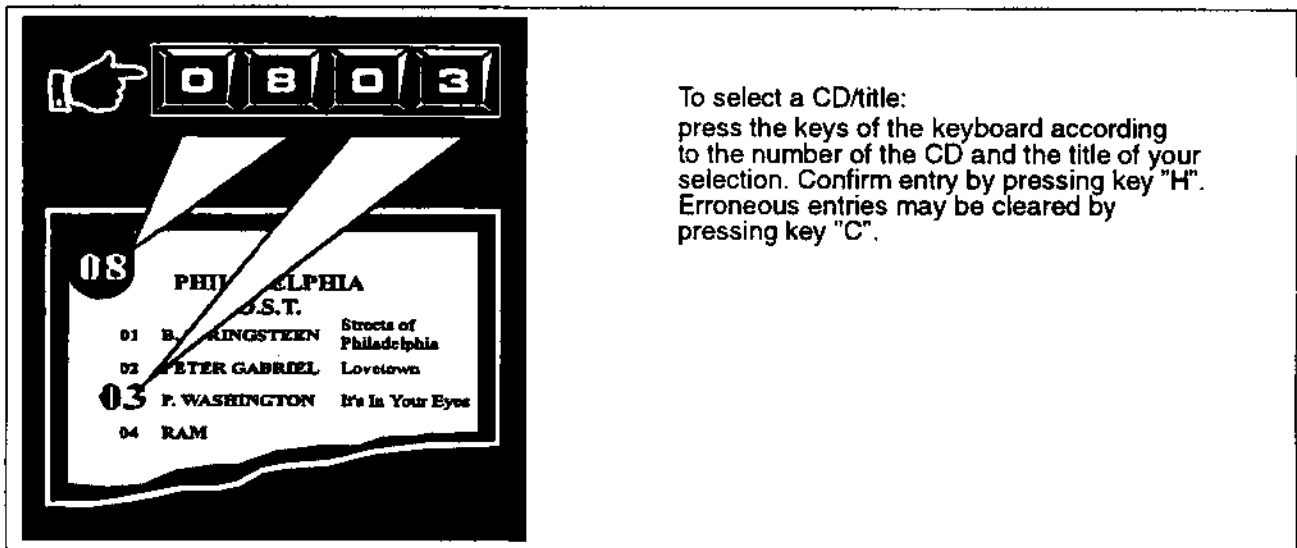 0 8 0 3
08
PHILADELPHIA
O.S.T.
01 B. SPRINGSTEEN Streets of Philadelphia
02 PETER GABRIEL Lovetown
03 P. WASHINGTON It's In Your Eyes
04 RAM
To select a CD/title:
press the keys of the keyboard according
to the number of the CD and the title of your
selection. Confirm entry by pressing key "H".
Erroneous entries may be cleared by
pressing key "C".